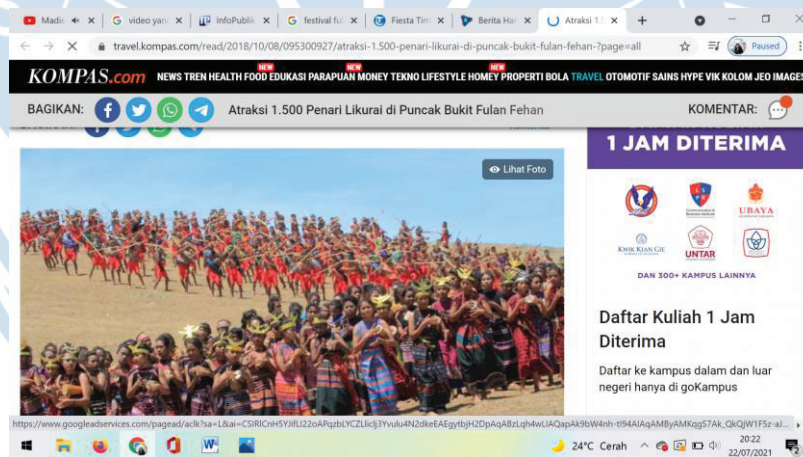 Madis
video yan
InfoPublik
festival ful
Fiesta Tim
Berita Har
Atraksi 1.5
travel.kompas.com/read/2018/10/08/095300927/atraksi-1.500-penari-likurai-di-puncak-bukit-fulan-fehan-?page=all
Paused
NEW NEW NEW
KOMPAS.com NEWS TREN HEALTH FOOD EDUKASI PARAPUAN MONEY TEKNO LIFESTYLE HOMEY PROPERTI BOLA TRAVEL OTOMOTIF SAINS HYPE VIK KOLOM JEO IMAGES
BAGIKAN: Atraksi 1.500 Penari Likurai di Puncak Bukit Fulan Fehan KOMENTAR:
Lihat Foto
1 JAM DITERIMA
UBAYA
KWIK KIAN GIE
UNTAR
DAN 300+ KAMPUS LAINNYA
Daftar Kuliah 1 Jam
Diterima
Daftar ke kampus dalam dan luar
negeri hanya di goKampus
24°C Cerah
20:22
22/07/2021
2